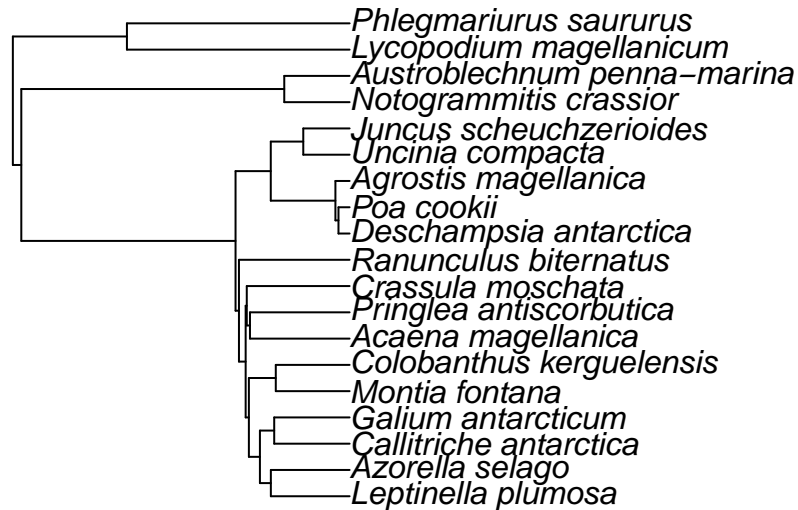 Phlegmariurus saururus
Lycopodium magellanicum
Austroblechnum penna−marina
Notogrammitis crassior
Juncus scheuchzerioides
Uncinia compacta
Agrostis magellanica
Poa cookii
Deschampsia antarctica
Ranunculus biternatus
Crassula moschata
Pringlea antiscorbutica
Acaena magellanica
Colobanthus kerguelensis
Montia fontana
Galium antarcticum
Callitriche antarctica
Azorella selago
Leptinella plumosa